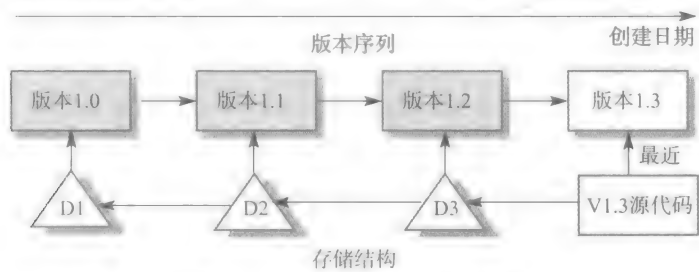 创建日期
版本序列
版本1.0
版本1.1
版本1.2
版本1.3
最近
D1
D2
D3
V1.3源代码
存储结构